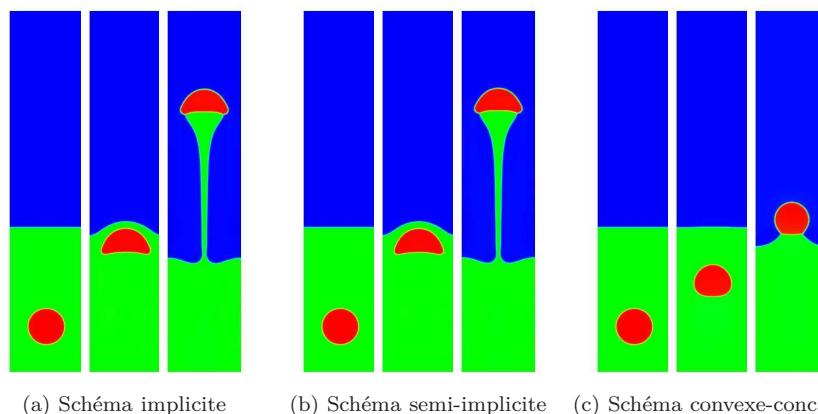 (a) Schéma implicite
(b) Schéma semi-implicite
(c) Schéma convexe-conc